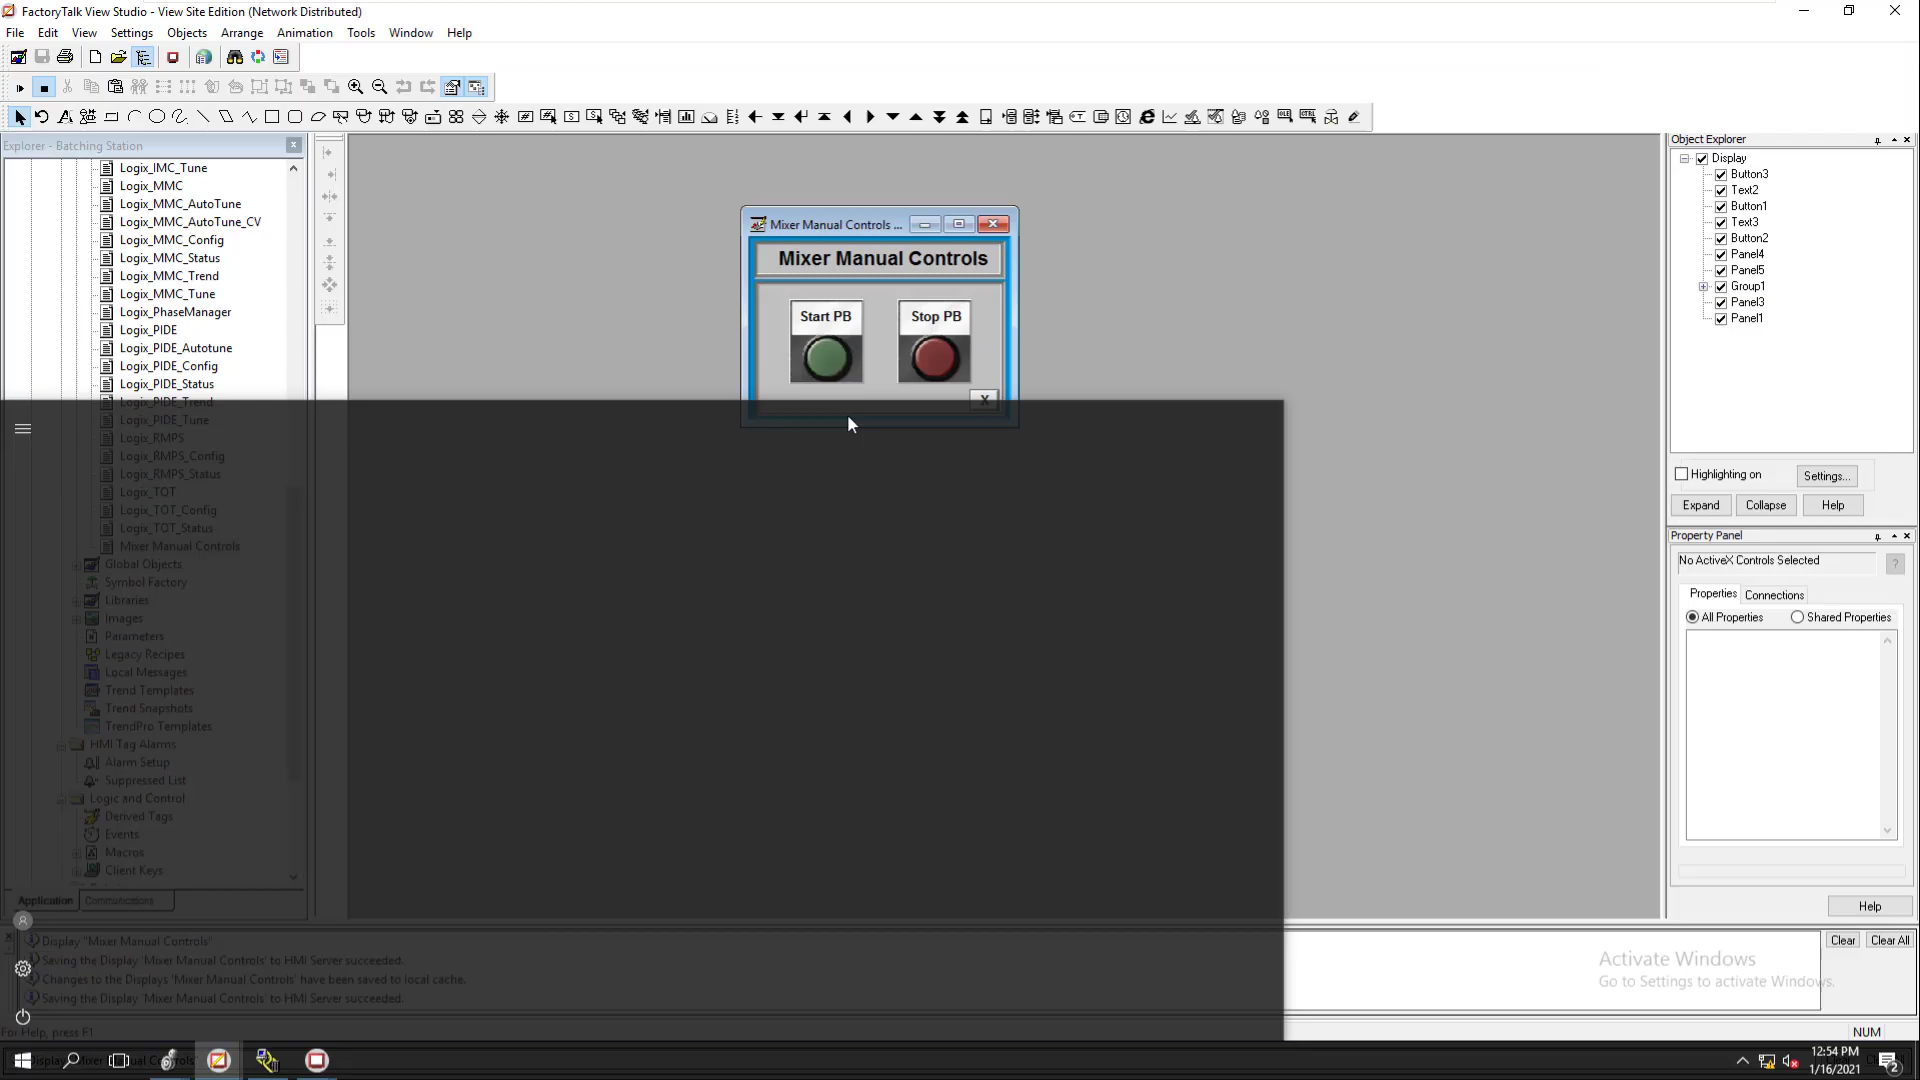 FactoryTalk View Studio - View Site Edition (Network Distributed)
File Edit View Settings Objects Arrange Animation Tools Window Help
Explorer - Batching Station
Logix_IMC_Tune
Logix_MMC
Logix_MMC_AutoTune
Logix_MMC_AutoTune_CV
Logix_MMC_Config
Logix_MMC_Status
Logix_MMC_Trend
Logix_MMC_Tune
Logix_PhaseManager
Logix_PIDE
Logix_PIDE_Autotune
Logix_PIDE_Config
Logix_PIDE_Status
Logix_PIDE_Trend
Logix_PIDE_Tune
Logix_RMPS
Logix_RMPS_Config
Logix_RMPS_Status
Logix_TOT
Logix_TOT_Config
Logix_TOT_Status
Mixer Manual Controls
Global Objects
Symbol Factory
Libraries
Images
Parameters
Legacy Recipes
Local Messages
Trend Templates
Trend Snapshots
TrendPro Templates
HMI Tag Alarms
Alarm Setup
Suppressed List
Logic and Control
Derived Tags
Events
Macros
Client Keys
Application Communications
Mixer Manual Controls ...
Mixer Manual Controls
Start PB Stop PB
X
Object Explorer
Display
Button3
Text2
Button1
Text3
Button2
Panel4
Panel5
Group1
Panel3
Panel1
Highlighting on Settings...
Expand Collapse Help
Property Panel
No ActiveX Controls Selected ?
Properties Connections
All Properties Shared Properties
Help
Display "Mixer Manual Controls"
Saving the Display 'Mixer Manual Controls' to HMI Server succeeded.
Changes to the Displays 'Mixer Manual Controls' have been saved to local cache.
Saving the Display 'Mixer Manual Controls' to HMI Server succeeded.
Clear Clear All
Activate Windows
Go to Settings to activate Windows.
For Help, press F1
NUM
12:54 PM
1/16/2021
2